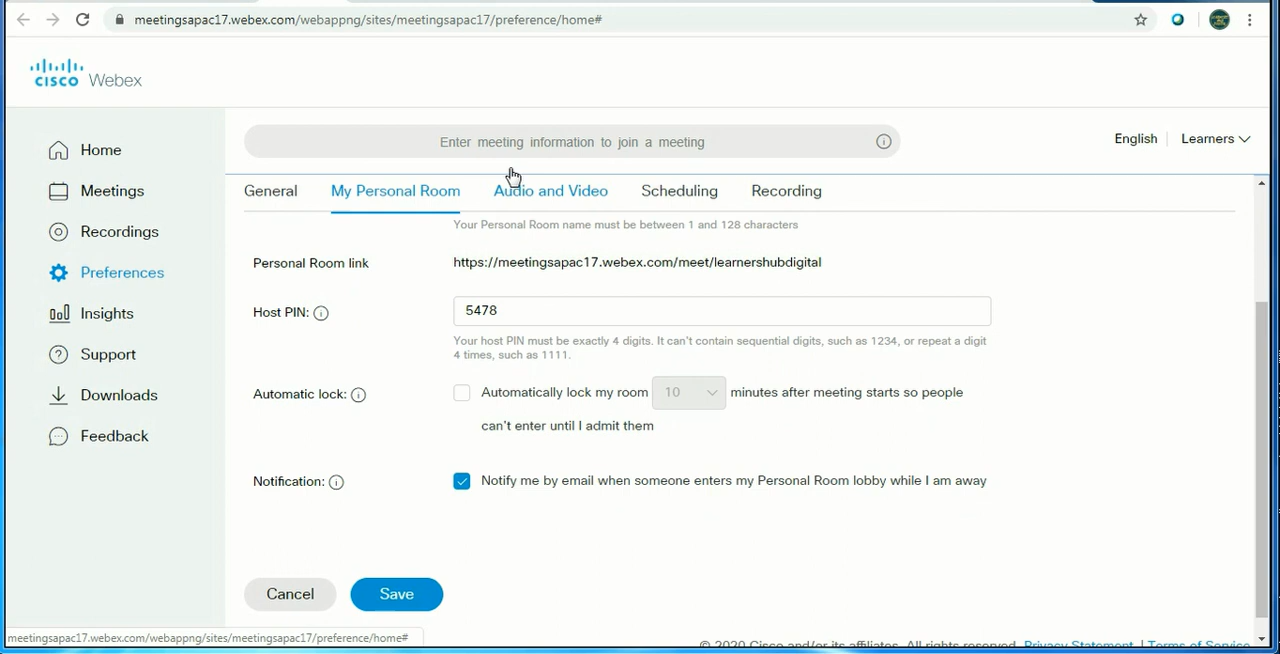 meetingsapac17.webex.com/webappng/sites/meetingsapac17/preference/home#
CISCO Webex
Enter meeting information to join a meeting
English
Learners
Home
Meetings
Recordings
Preferences
Insights
Support
Downloads
Feedback
General
My Personal Room
Audio and Video
Scheduling
Recording
Your Personal Room name must be between 1 and 128 characters
Personal Room link
https://meetingsapac17.webex.com/meet/learnershubdigital
Host PIN:
5478
Your host PIN must be exactly 4 digits. It can't contain sequential digits, such as 1234, or repeat a digit
4 times, such as 1111.
Automatic lock:
Automatically lock my room 10 minutes after meeting starts so people
can't enter until I admit them
Notification:
Notify me by email when someone enters my Personal Room lobby while I am away
Cancel
Save
meetingsapac17.webex.com/webappng/sites/meetingsapac17/preference/home#
© 2020 Cisco and/or its affiliates. All rights reserved. Privacy Statement | Terms of Service